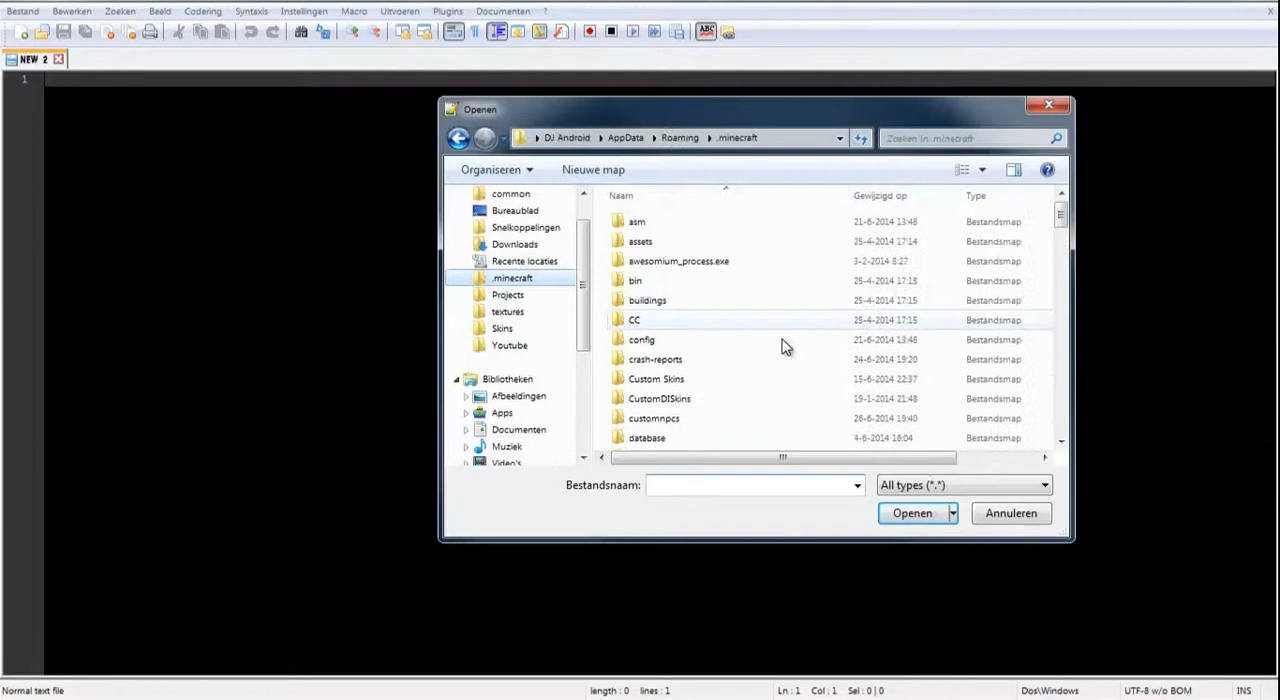 Bestand Bewerken Zoeken Beeld Codering Syntaxis Instellingen Macro Uitvoeren Plugins Documenten ? X
NEW 2
1
Openen
DJ Android AppData Roaming .minecraft Zoeken in .minecraft
Organiseren Nieuwe map
Naam Gewijzigd op Type
common
Bureaublad
Snelkoppelingen
Downloads
Recente locaties
.minecraft
Projects
textures
Skins
Youtube
Bibliotheken
Afbeeldingen
Apps
Documenten
Muziek
Video's
asm 21-6-2014 13:48 Bestandsmap
assets 25-4-2014 17:14 Bestandsmap
awesomium_process.exe 3-2-2014 8:27 Bestandsmap
bin 25-4-2014 17:13 Bestandsmap
buildings 25-4-2014 17:15 Bestandsmap
CC 25-4-2014 17:15 Bestandsmap
config 21-6-2014 13:48 Bestandsmap
crash-reports 24-6-2014 19:20 Bestandsmap
Custom Skins 15-6-2014 22:37 Bestandsmap
CustomDISkins 19-1-2014 21:48 Bestandsmap
customnpcs 26-6-2014 19:40 Bestandsmap
database 4-6-2014 16:04 Bestandsmap
Bestandsnaam: All types (*.*)
Openen Annuleren
Normal text file length : 0 lines : 1 Ln : 1 Col : 1 Sel : 0 | 0 Dos\Windows UTF-8 w/o BOM INS